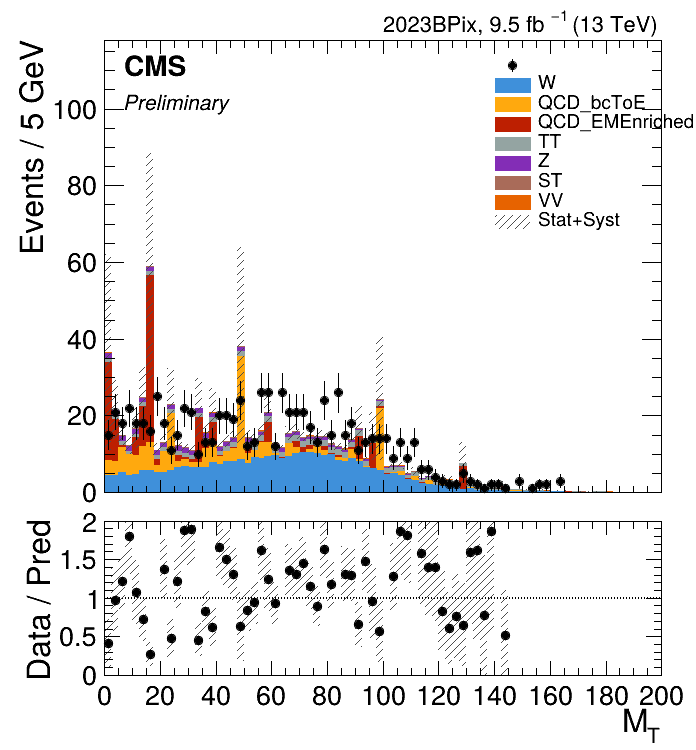 2023BPix, 9.5 fb⁻¹ (13 TeV)
Events / 5 GeV
CMS
Preliminary
W
QCD_bcToE
QCD_EMEnriched
TT
Z
ST
VV
Stat+Syst
100
80
60
40
20
0
Data / Pred
2
1.5
1
0.5
0
0 20 40 60 80 100 120 140 160 180 200
M_T